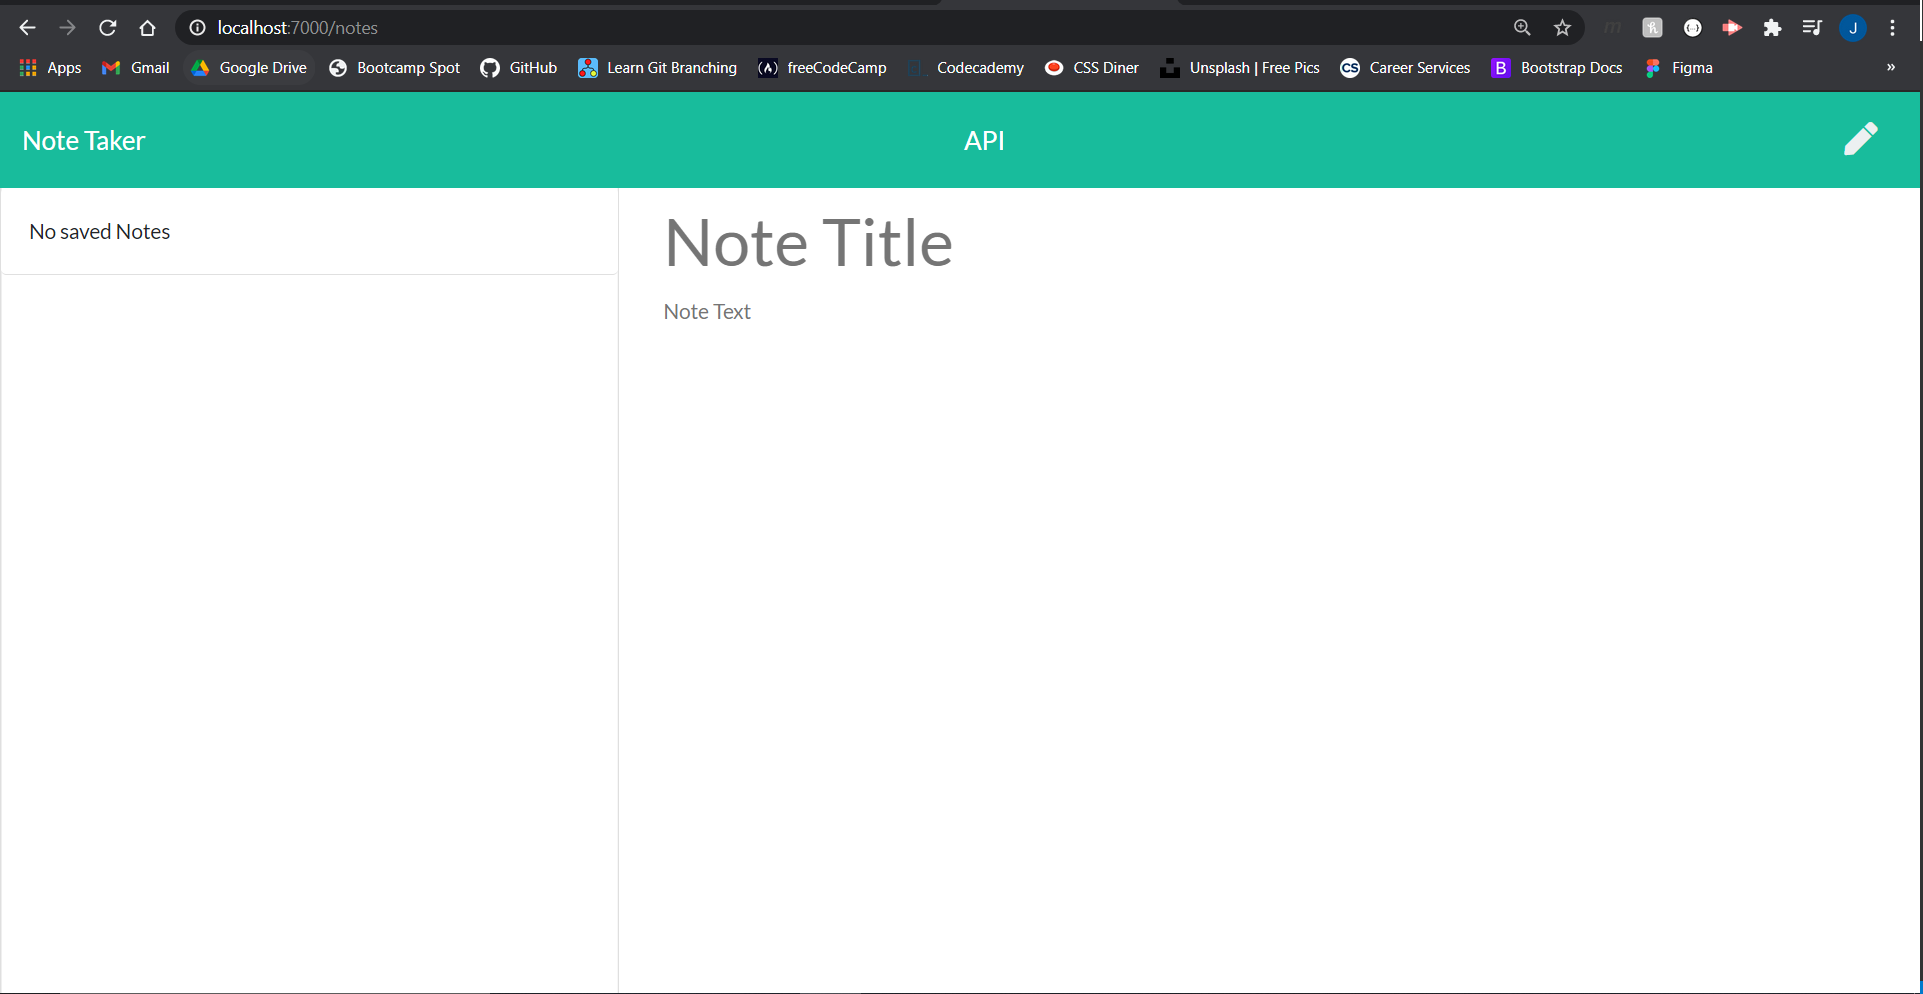 localhost:7000/notes
m
J
Apps Gmail Google Drive Bootcamp Spot GitHub Learn Git Branching freeCodeCamp Codecademy CSS Diner Unsplash | Free Pics CS Career Services B Bootstrap Docs Figma »
Note Taker API
No saved Notes
Note Title
Note Text